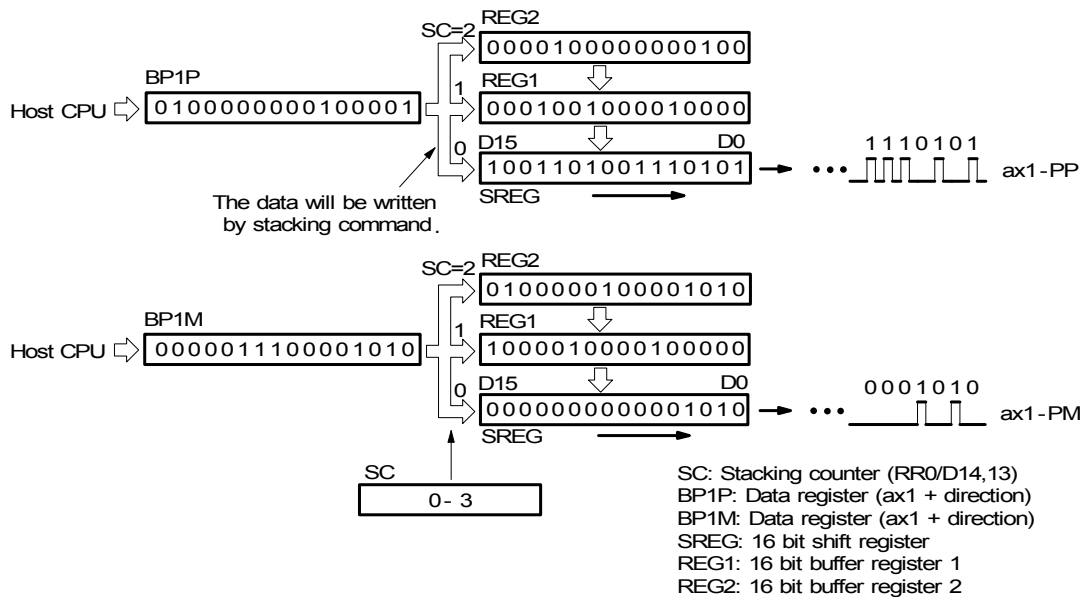 REG2
SC=2
0000100000000100
BP1P
REG1
1
Host CPU
0100000000100001
0001001000010000
0
D15
D0
1110101
1001101001110101
ax1-PP
SREG
The data will be written
by stacking command.
REG2
SC=2
0100000100001010
BP1M
REG1
1
Host CPU
0000011100001010
1000010000100000
0
D15
D0
0001010
0000000000001010
ax1-PM
SREG
SC
0-3
SC: Stacking counter (RR0/D14,13)
BP1P: Data register (ax1 + direction)
BP1M: Data register (ax1 + direction)
SREG: 16 bit shift register
REG1: 16 bit buffer register 1
REG2: 16 bit buffer register 2